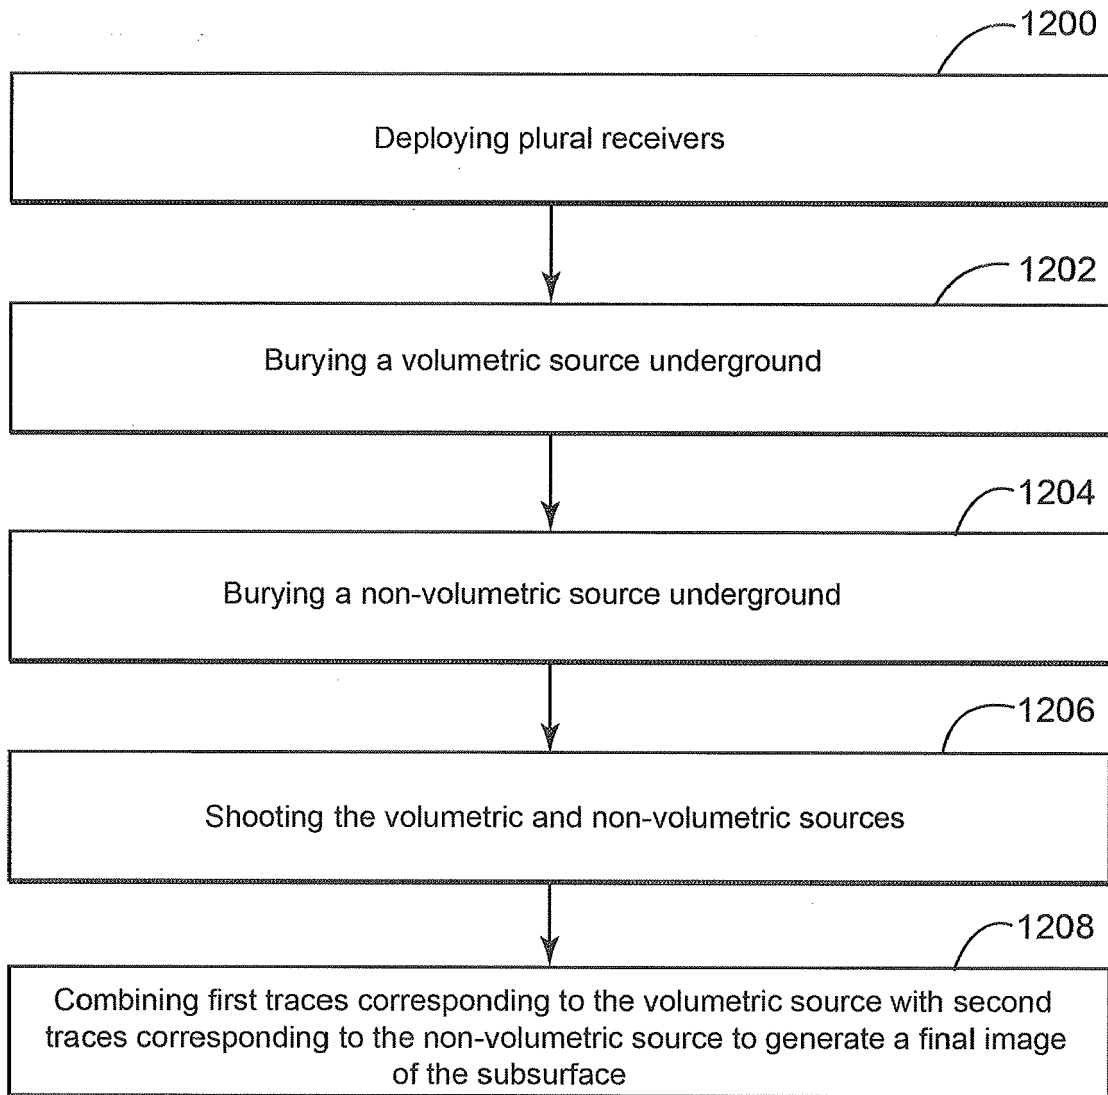 1200
Deploying plural receivers
1202
Burying a volumetric source underground
1204
Burying a non-volumetric source underground
1206
Shooting the volumetric and non-volumetric sources
1208
Combining first traces corresponding to the volumetric source with second
traces corresponding to the non-volumetric source to generate a final image
of the subsurface